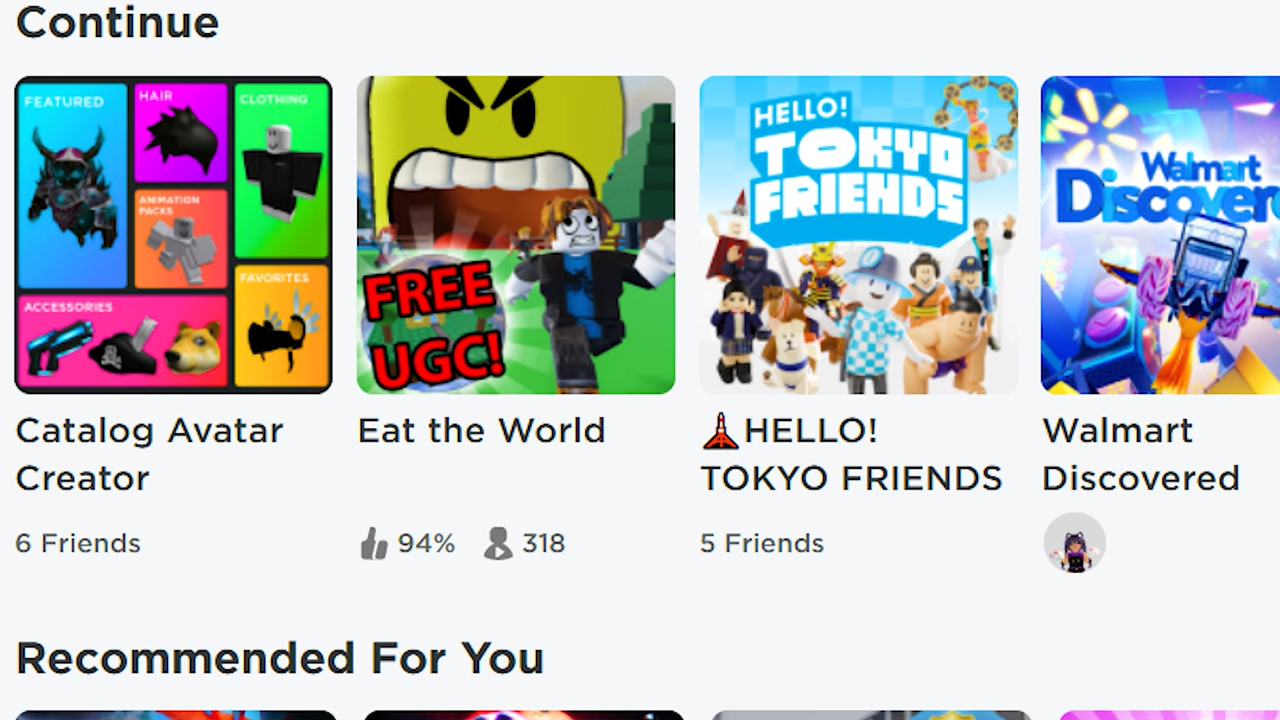 Continue
FEATURED
HAIR
CLOTHING
ANIMATION
PACKS
ACCESSORIES
FAVORITES
FREE
UGC!
HELLO!
TOKYO
FRIENDS
Walmart
Discover
Catalog Avatar
Creator
6 Friends
Eat the World
94% 318
HELLO!
TOKYO FRIENDS
5 Friends
Walmart
Discovered
Recommended For You